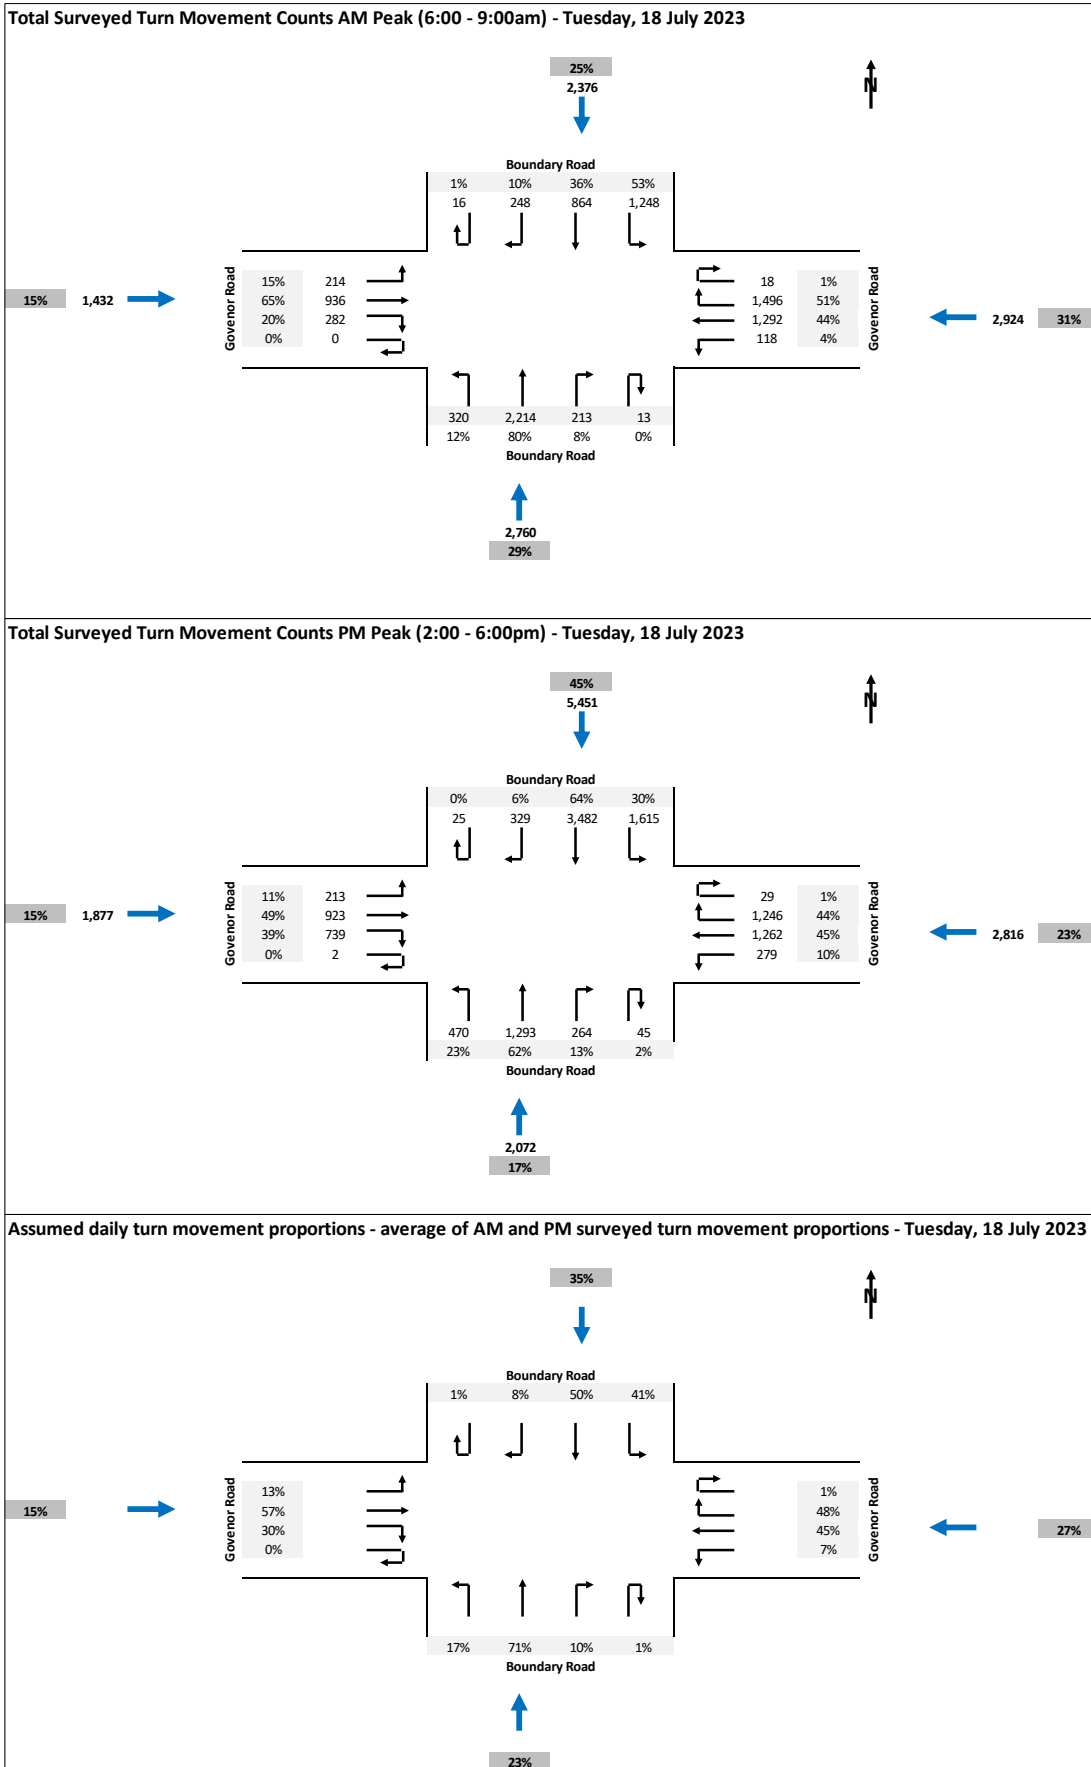 Total Surveyed Turn Movement Counts AM Peak (6:00 - 9:00am) - Tuesday, 18 July 2023
25%
2,376
N
Boundary Road
1% 10% 36% 53%
16 248 864 1,248
Govenor Road
15% 214
65% 936
20% 282
0% 0
15% 1,432
18 1%
1,496 51%
1,292 44%
118 4%
Govenor Road
2,924 31%
320 2,214 213 13
12% 80% 8% 0%
Boundary Road
2,760
29%
Total Surveyed Turn Movement Counts PM Peak (2:00 - 6:00pm) - Tuesday, 18 July 2023
45%
5,451
N
Boundary Road
0% 6% 64% 30%
25 329 3,482 1,615
Govenor Road
11% 213
49% 923
39% 739
0% 2
15% 1,877
29 1%
1,246 44%
1,262 45%
279 10%
Govenor Road
2,816 23%
470 1,293 264 45
23% 62% 13% 2%
Boundary Road
2,072
17%
Assumed daily turn movement proportions - average of AM and PM surveyed turn movement proportions - Tuesday, 18 July 2023
35%
N
Boundary Road
1% 8% 50% 41%
Govenor Road
13%
57%
30%
0%
15%
1%
48%
45%
7%
Govenor Road
27%
17% 71% 10% 1%
Boundary Road
23%